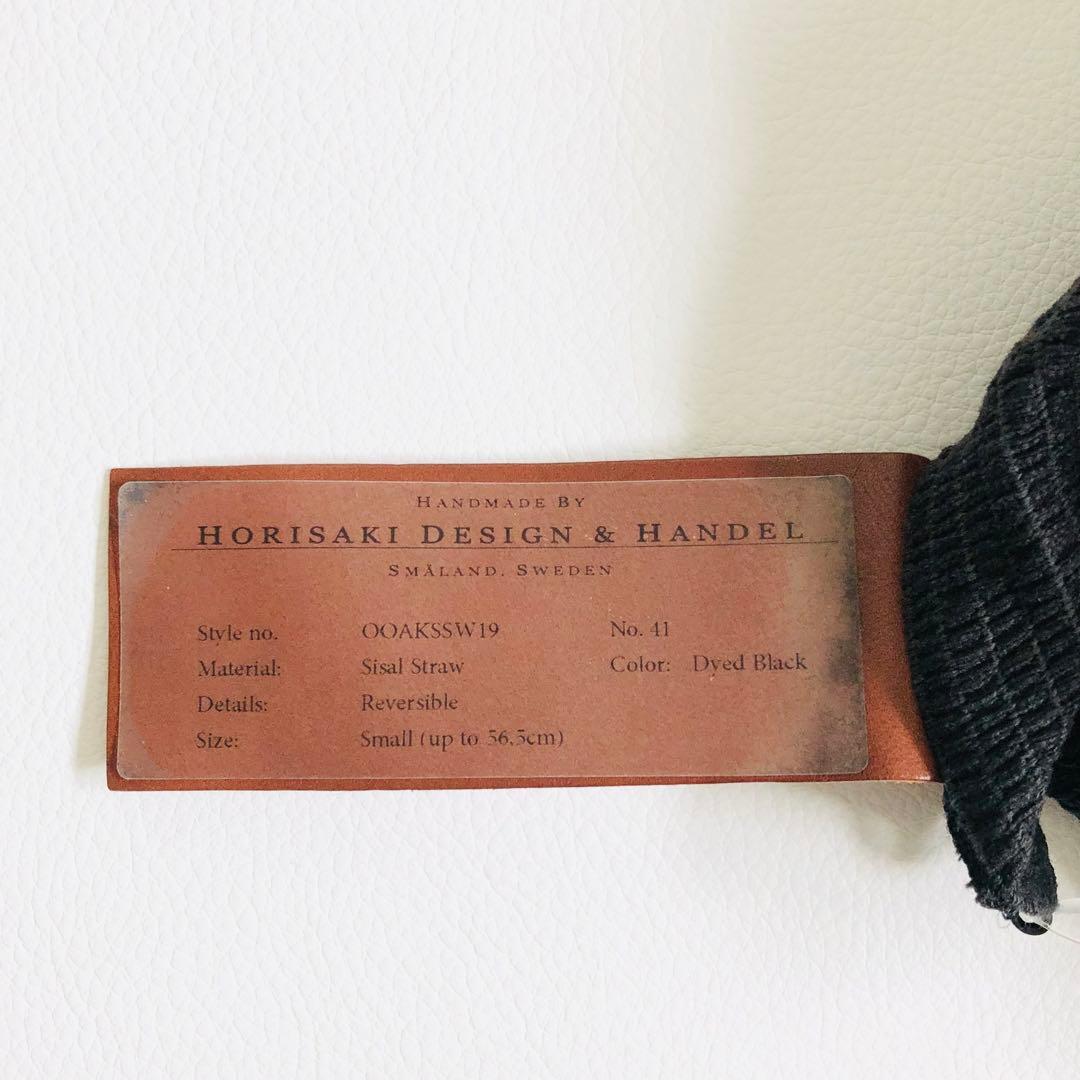 HANDMADE BY
HORISAKI DESIGN & HANDEL
SMÅLAND, SWEDEN
Style no. OOAKSSW19 No. 41
Material: Sisal Straw Color: Dyed Black
Details: Reversible
Size: Small (up to 56,5cm)